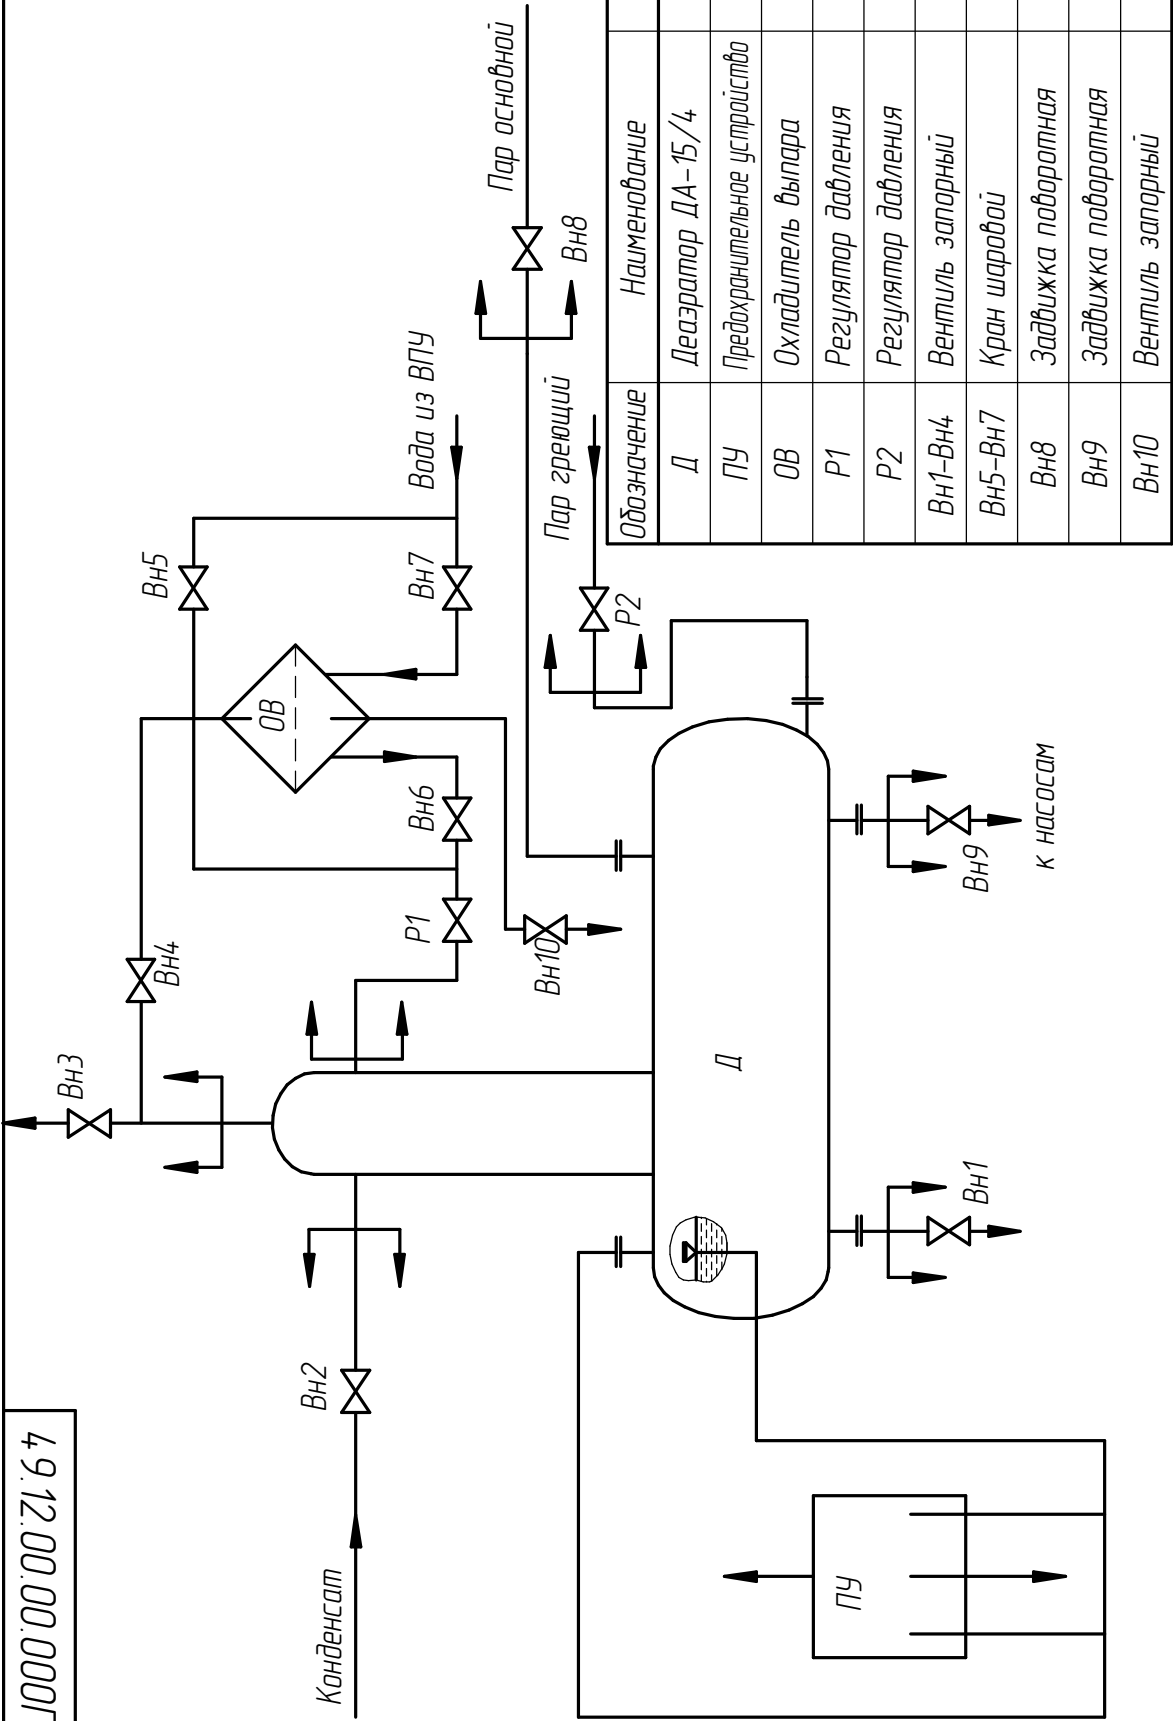 49.12.00.00.000Г
Пар основной
Вн8
Вода из ВПУ
Пар греющий
Вн5
Вн7
Р2
ОВ
Вн6
Р1
Вн4
Вн10
Вн3
к насосам
Вн9
Д
Вн1
Вн2
Конденсат
ПУ
Обозначение Наименование
Д Деаэратор ДА-15/4
ПУ Предохранительное устройство
ОВ Охладитель выпара
Р1 Регулятор давления
Р2 Регулятор давления
Вн1-Вн4 Вентиль запорный
Вн5-Вн7 Кран шаровой
Вн8 Задвижка поворотная
Вн9 Задвижка поворотная
Вн10 Вентиль запорный